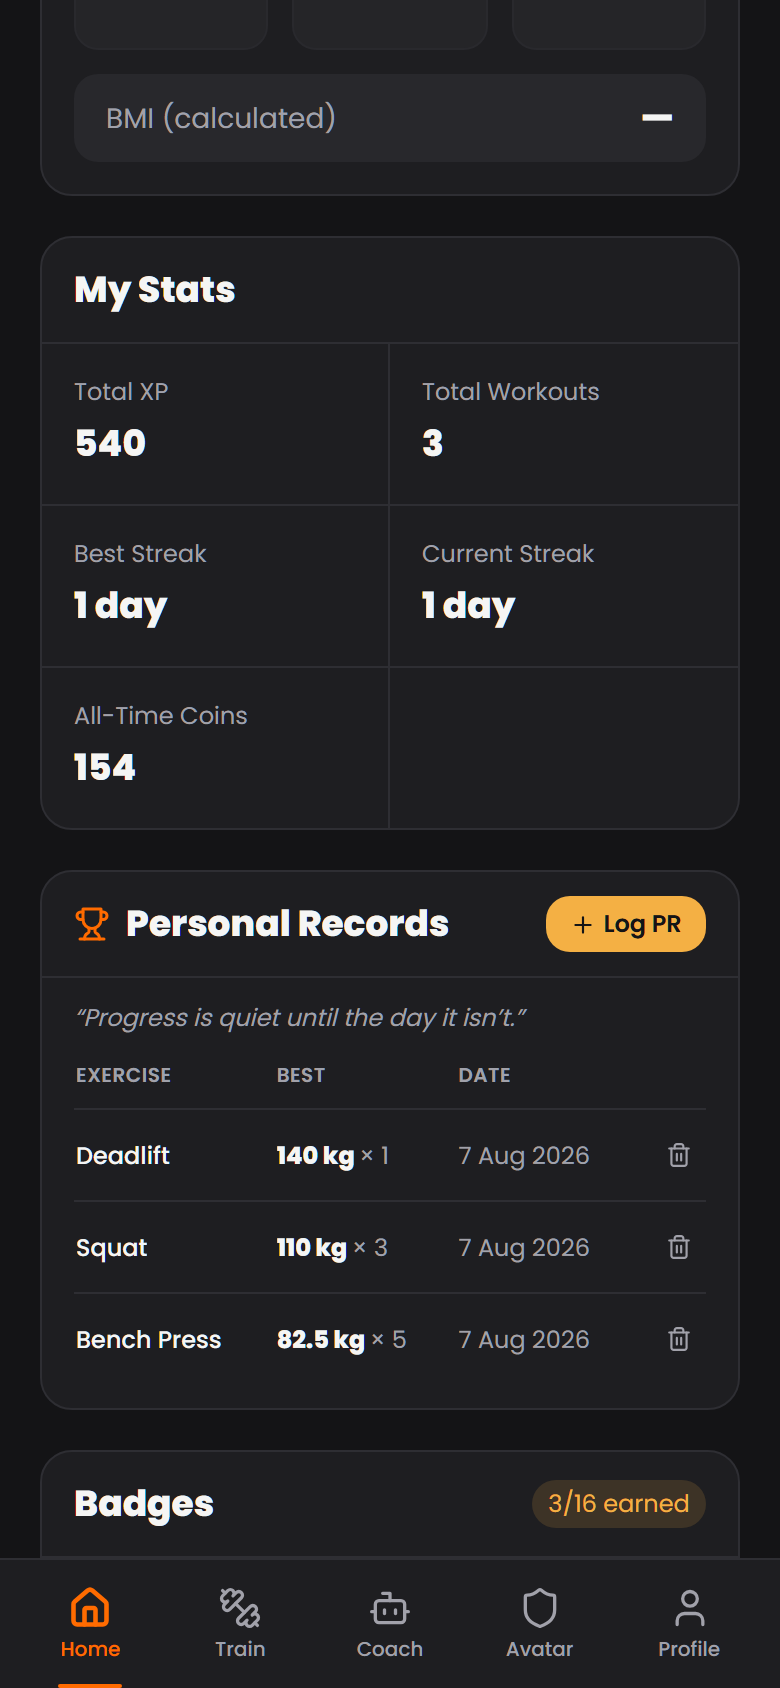 BMI (calculated) —
My Stats
Total XP
540
Total Workouts
3
Best Streak
1 day
Current Streak
1 day
All-Time Coins
154
Personal Records
+ Log PR
“Progress is quiet until the day it isn’t.”
EXERCISE BEST DATE
Deadlift 140 kg × 1 7 Aug 2026
Squat 110 kg × 3 7 Aug 2026
Bench Press 82.5 kg × 5 7 Aug 2026
Badges 3/16 earned
Home Train Coach Avatar Profile